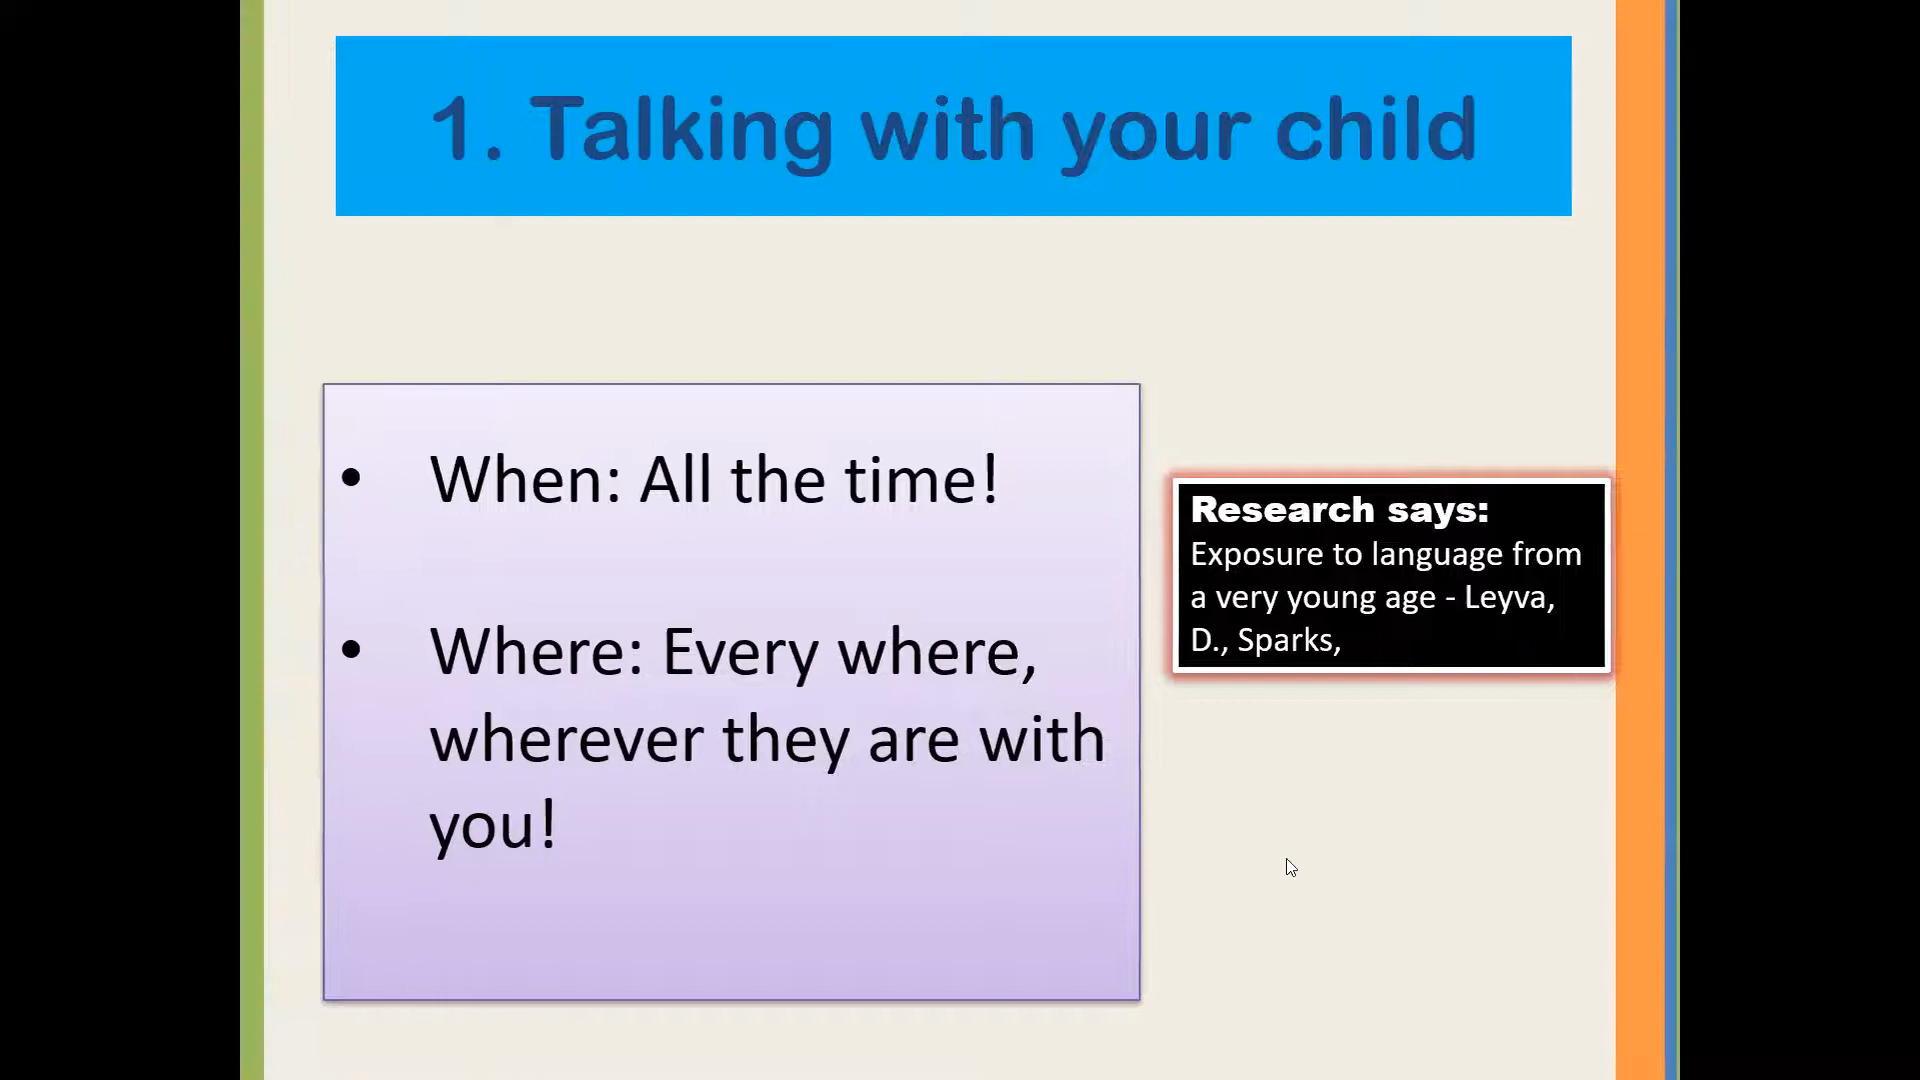 1. Talking with your child
• When: All the time!
• Where: Every where,
wherever they are with
you!
Research says:
Exposure to language from
a very young age - Leyva,
D., Sparks,